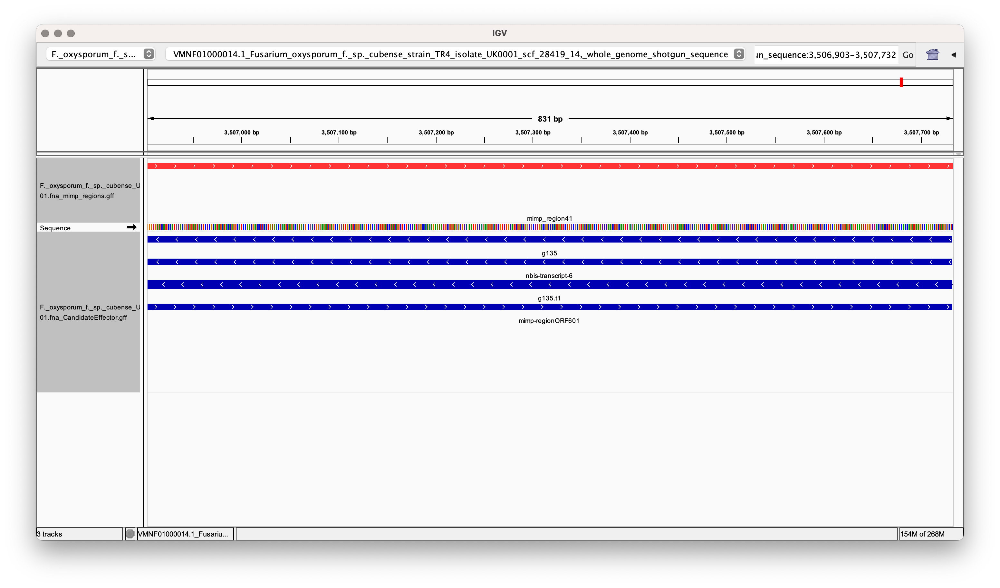 IGV
F._oxysporum_f._s...
VMNF01000014.1_Fusarium_oxysporum_f._sp._cubense_strain_TR4_isolate_UK0001_scf_28419_14,_whole_genome_shotgun_sequence
n_sequence:3,506,903-3,507,732
Go
831 bp
3,507,000 bp 3,507,100 bp 3,507,200 bp 3,507,300 bp 3,507,400 bp 3,507,500 bp 3,507,600 bp 3,507,700 bp
F._oxysporum_f._sp._cubense_U
01.fna_mimp_regions.gff
mimp_region41
Sequence
g135
nbis-transcript-6
g135.t1
F._oxysporum_f._sp._cubense_U
01.fna_CandidateEffector.gff
mimp-regionORF601
3 tracks
VMNF01000014.1_Fusariu...
154M of 268M